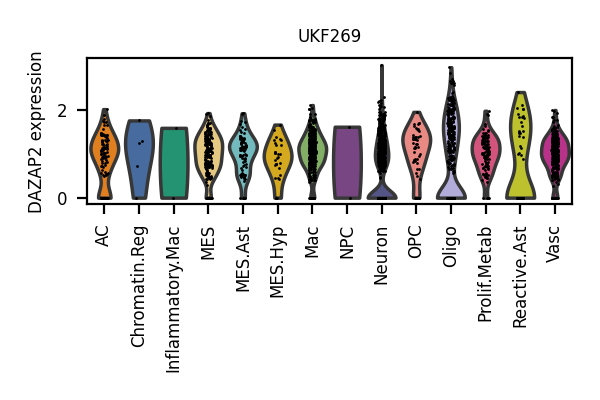 UKF269
DAZAP2 expression
2
0
AC
Chromatin.Reg
Inflammatory.Mac
MES
MES.Ast
MES.Hyp
Mac
NPC
Neuron
OPC
Oligo
Prolif.Metab
Reactive.Ast
Vasc